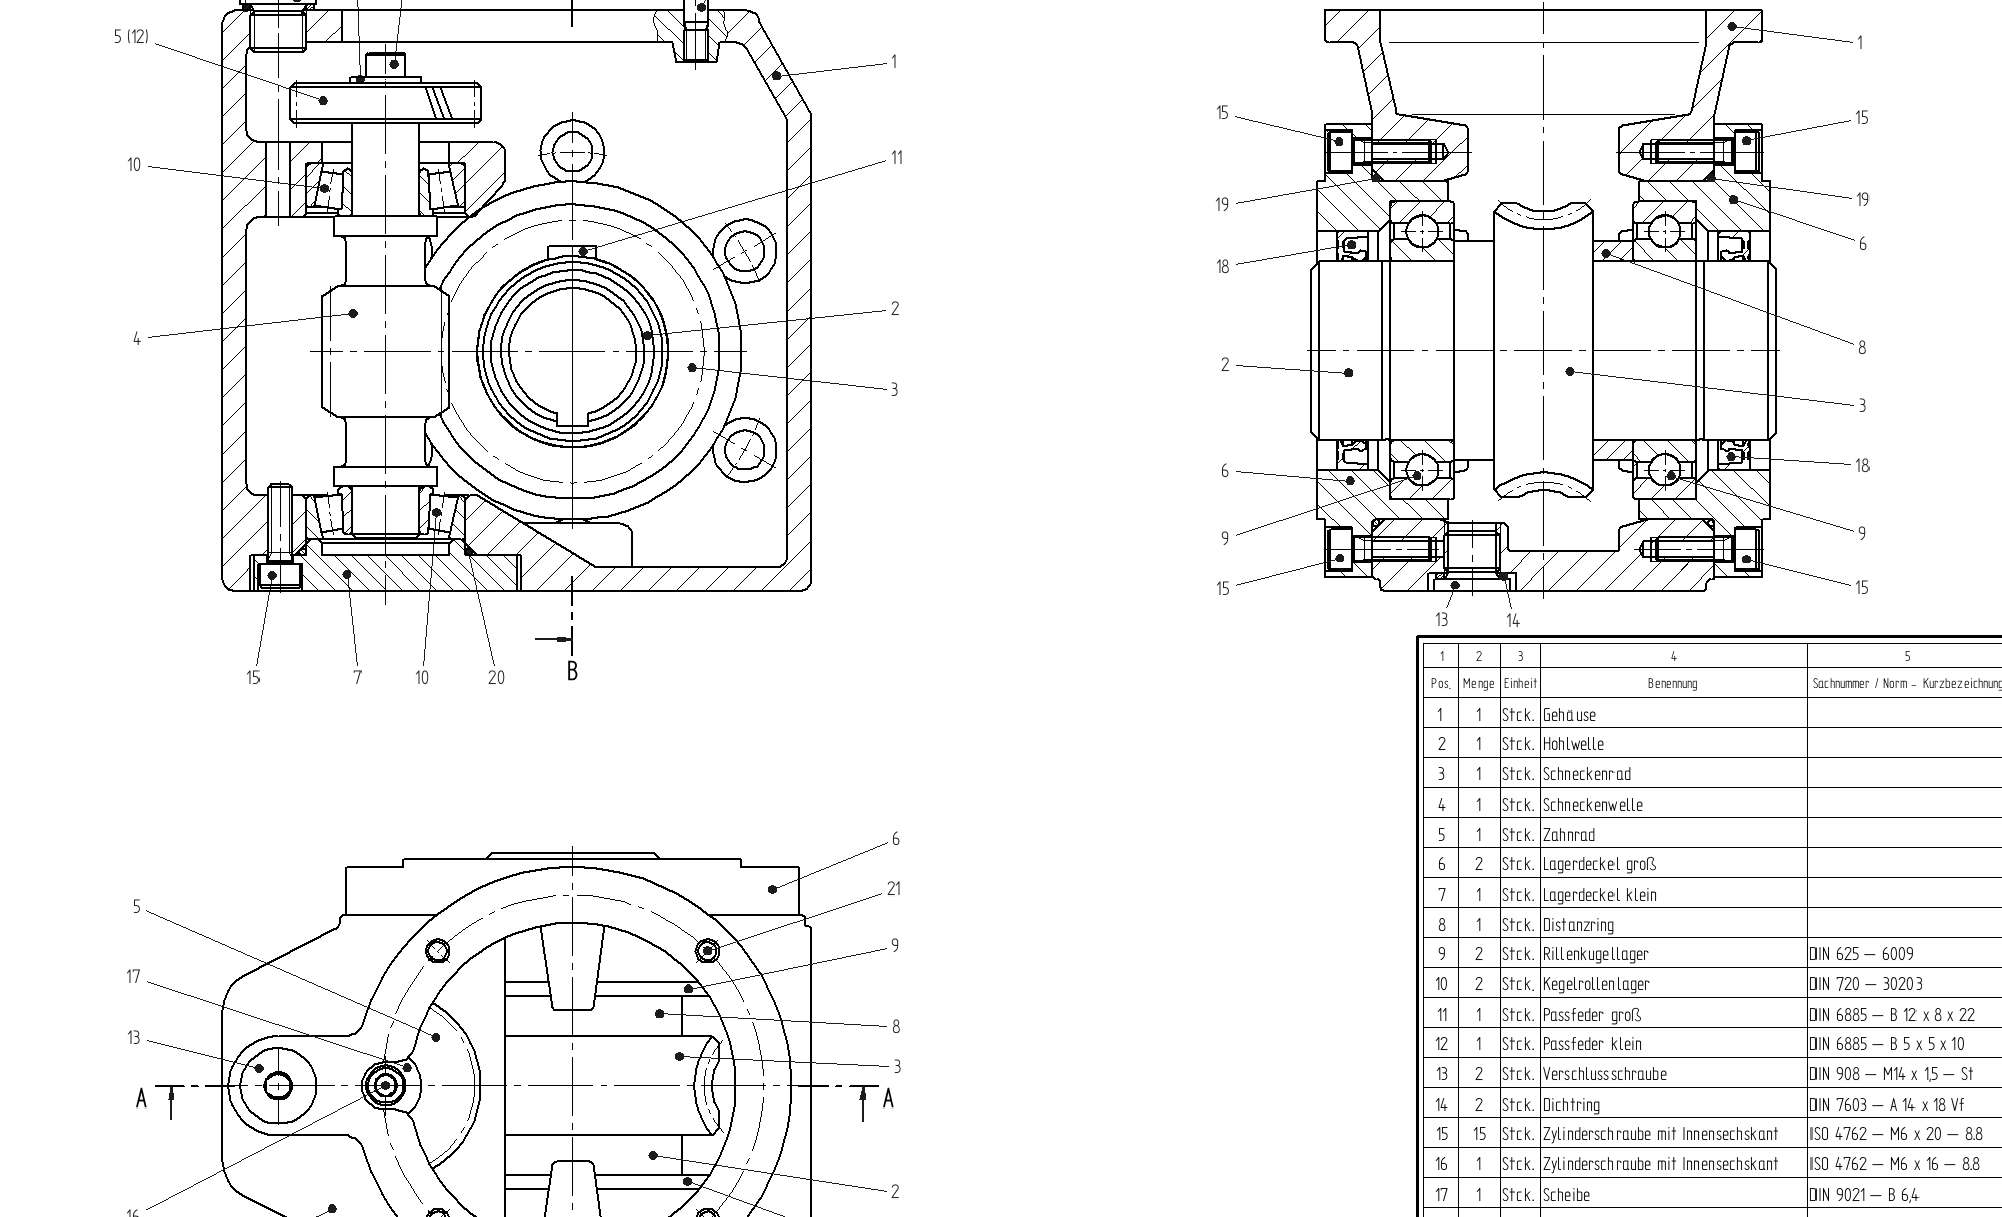 5 (12)
10
4
1
11
2
3
15
7
10
20
B
15
19
18
2
6
9
15
1
15
19
6
8
3
18
9
15
13
14
5
17
13
A
16
6
21
9
8
3
A
2
1 2 3 4 5
Pos. Menge Einheit Benennung Sachnummer / Norm - Kurzbezeichnung
1 1 Stck. Gehäuse
2 1 Stck. Hohlwelle
3 1 Stck. Schneckenrad
4 1 Stck. Schneckenwelle
5 1 Stck. Zahnrad
6 2 Stck. Lagerdeckel groß
7 1 Stck. Lagerdeckel klein
8 1 Stck. Distanzring
9 2 Stck. Rillenkugellager DIN 625 – 6009
10 2 Stck. Kegelrollenlager DIN 720 – 30203
11 1 Stck. Passfeder groß DIN 6885 – B 12 x 8 x 22
12 1 Stck. Passfeder klein DIN 6885 – B 5 x 5 x 10
13 2 Stck. Verschlussschraube DIN 908 – M14 x 1,5 – St
14 2 Stck. Dichtring DIN 7603 – A 14 x 18 Vf
15 15 Stck. Zylinderschraube mit Innensechskant ISO 4762 – M6 x 20 – 8.8
16 1 Stck. Zylinderschraube mit Innensechskant ISO 4762 – M6 x 16 – 8.8
17 1 Stck. Scheibe DIN 9021 – B 6,4